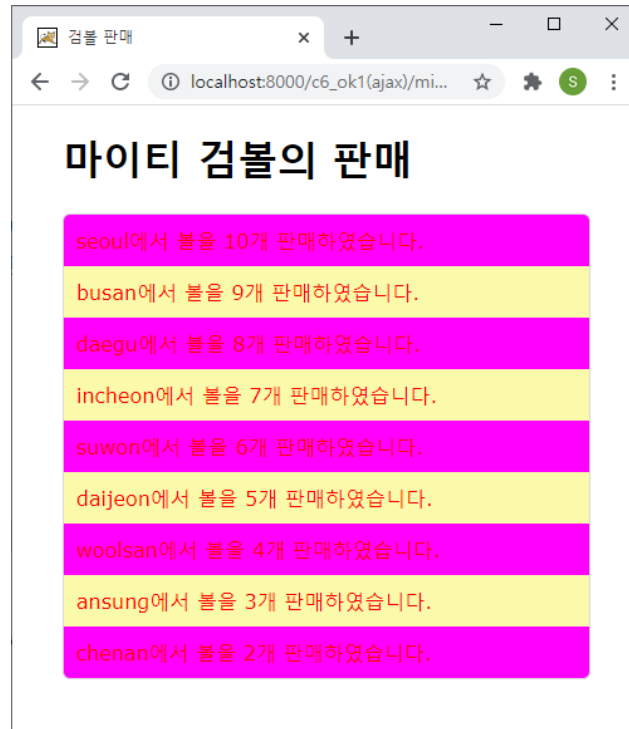 검볼 판매
localhost:8000/c6_ok1(ajax)/mi...
S
마이티 검볼의 판매
seoul에서 볼을 10개 판매하였습니다.
busan에서 볼을 9개 판매하였습니다.
daegu에서 볼을 8개 판매하였습니다.
incheon에서 볼을 7개 판매하였습니다.
suwon에서 볼을 6개 판매하였습니다.
daijeon에서 볼을 5개 판매하였습니다.
woolsan에서 볼을 4개 판매하였습니다.
ansung에서 볼을 3개 판매하였습니다.
chenan에서 볼을 2개 판매하였습니다.